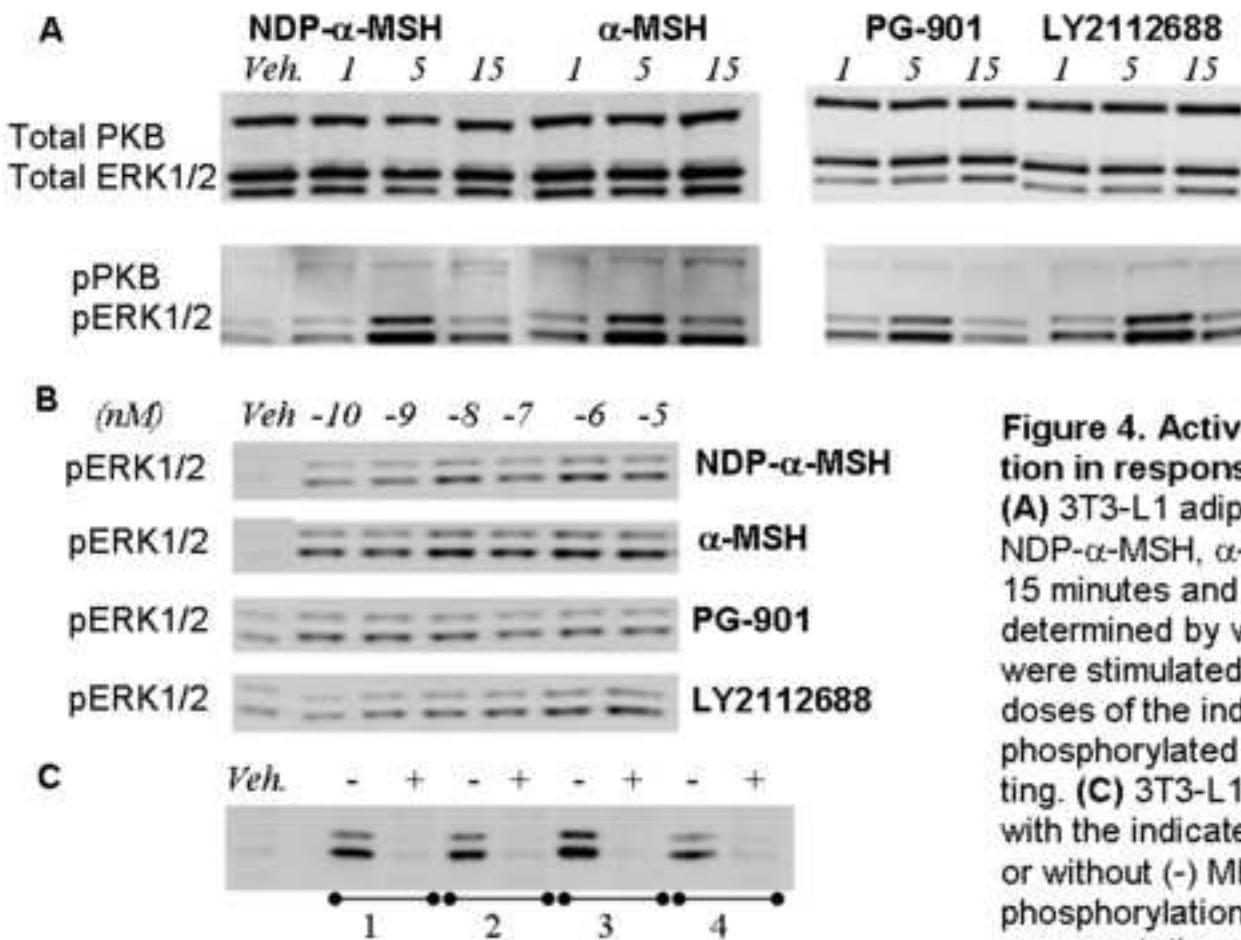 A
NDP-α-MSH α-MSH PG-901 LY2112688
Veh. 1 5 15 1 5 15 1 5 15 1 5 15
Total PKB
Total ERK1/2
pPKB
pERK1/2
B
(nM) Veh -10 -9 -8 -7 -6 -5
pERK1/2 NDP-α-MSH
pERK1/2 α-MSH
pERK1/2 PG-901
pERK1/2 LY2112688
C
Veh. - + - + - + - +
1 2 3 4
Figure 4. Activ
tion in respons
(A) 3T3-L1 adip
NDP-α-MSH, α-
15 minutes and
determined by v
were stimulated
doses of the ind
phosphorylated
ting. (C) 3T3-L1
with the indicate
or without (-) M
phosphorylation